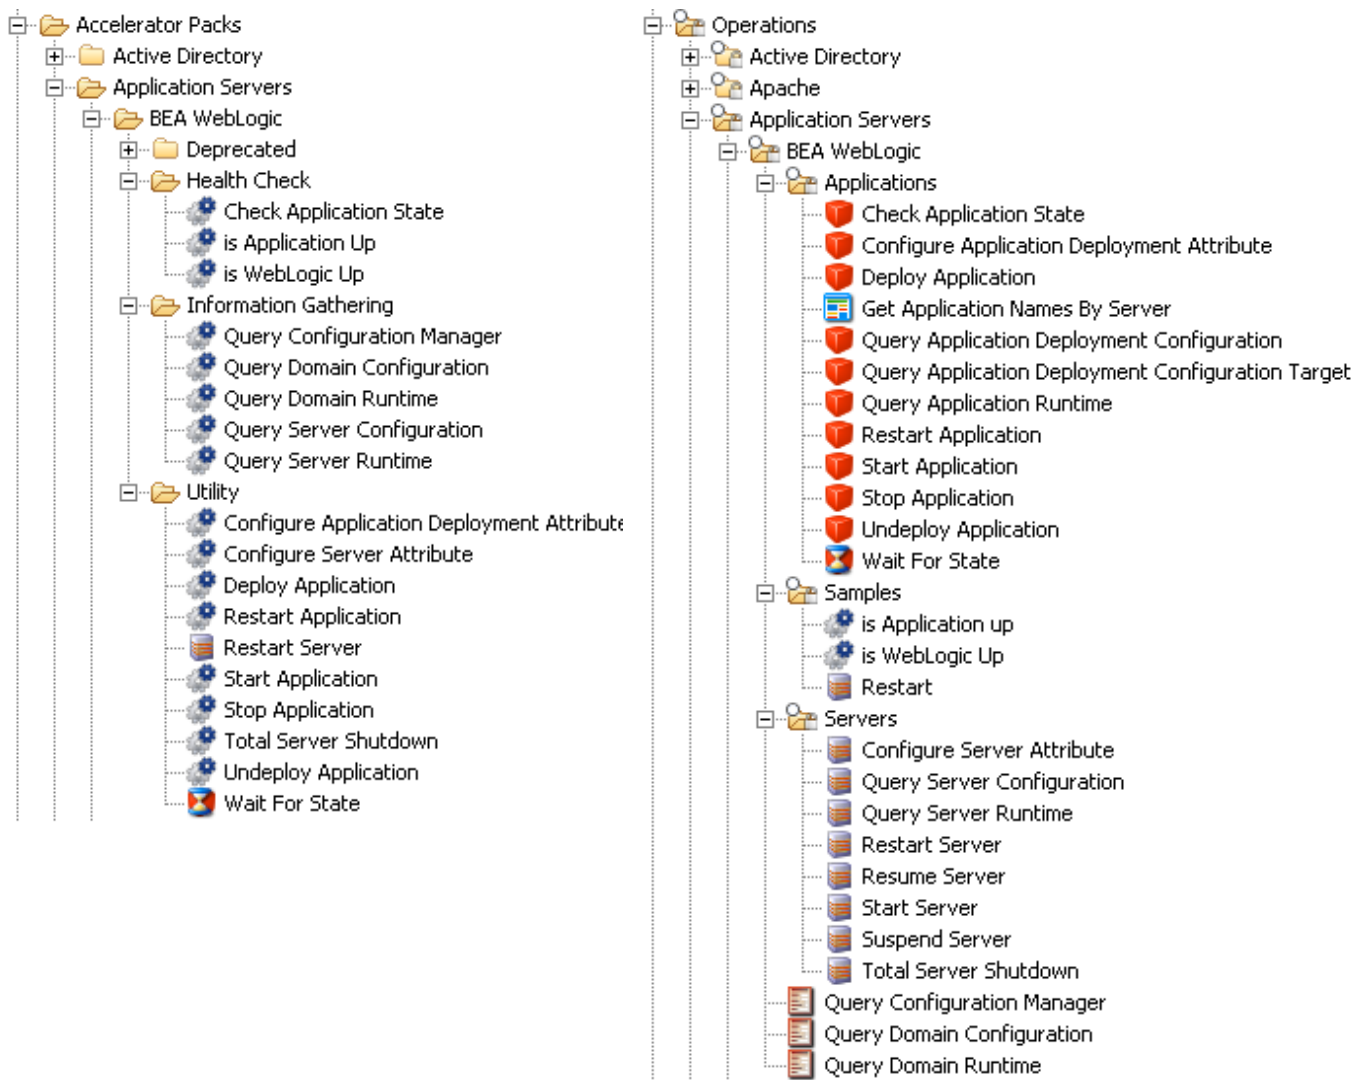 Accelerator Packs
Active Directory
Application Servers
BEA WebLogic
Deprecated
Health Check
Check Application State
is Application Up
is WebLogic Up
Information Gathering
Query Configuration Manager
Query Domain Configuration
Query Domain Runtime
Query Server Configuration
Query Server Runtime
Utility
Configure Application Deployment Attribute
Configure Server Attribute
Deploy Application
Restart Application
Restart Server
Start Application
Stop Application
Total Server Shutdown
Undeploy Application
Wait For State
Operations
Active Directory
Apache
Application Servers
BEA WebLogic
Applications
Check Application State
Configure Application Deployment Attribute
Deploy Application
Get Application Names By Server
Query Application Deployment Configuration
Query Application Deployment Configuration Target
Query Application Runtime
Restart Application
Start Application
Stop Application
Undeploy Application
Wait For State
Samples
is Application up
is WebLogic Up
Restart
Servers
Configure Server Attribute
Query Server Configuration
Query Server Runtime
Restart Server
Resume Server
Start Server
Suspend Server
Total Server Shutdown
Query Configuration Manager
Query Domain Configuration
Query Domain Runtime